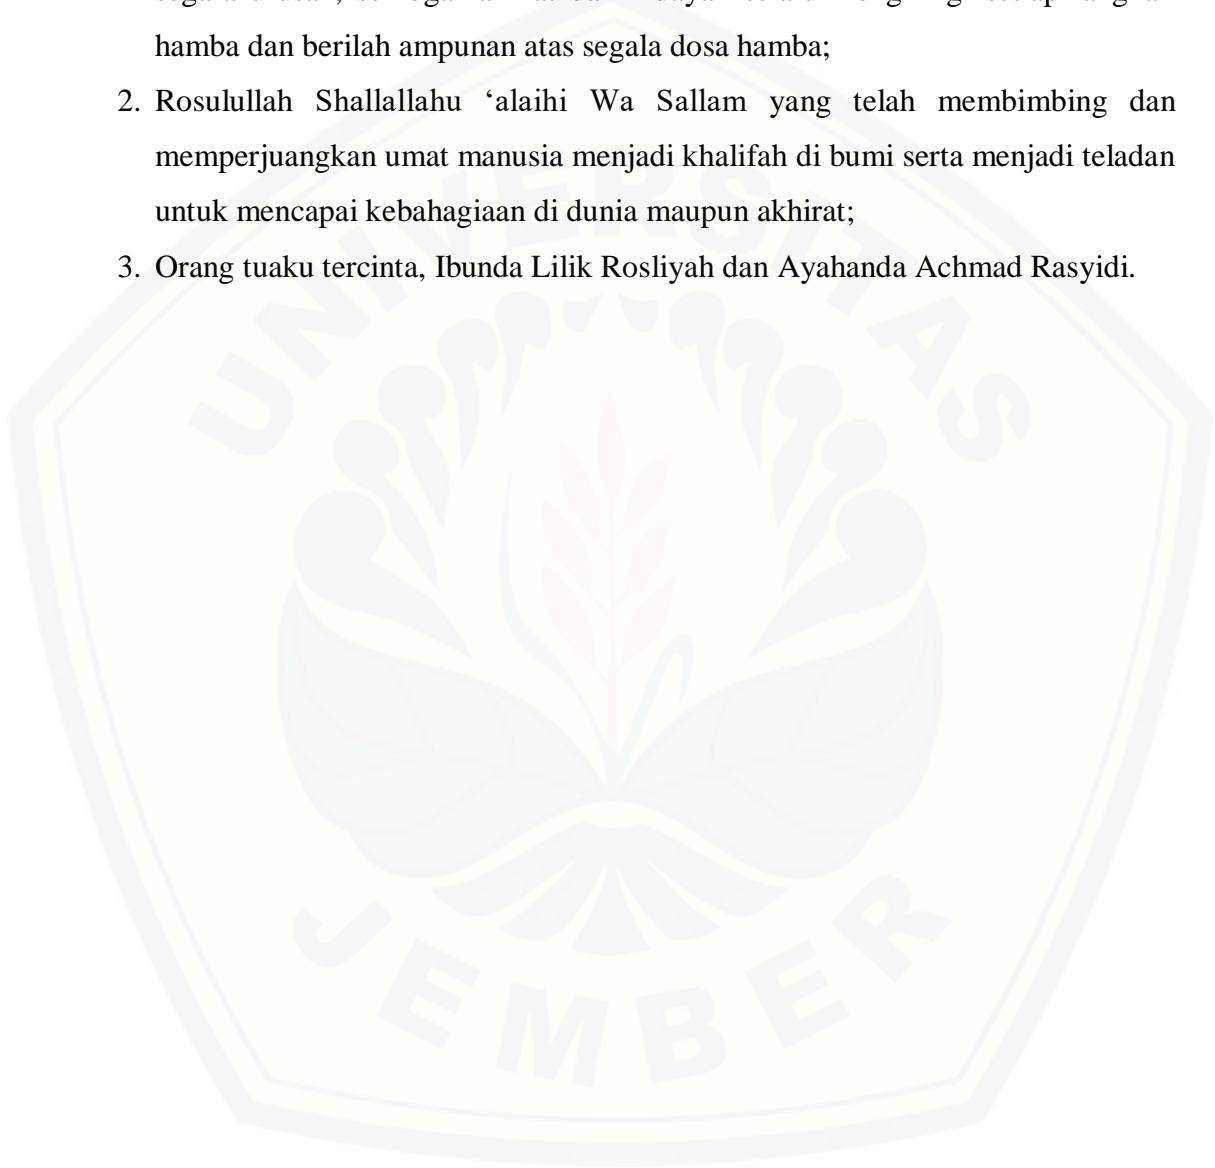 hamba dan berilah ampunan atas segala dosa hamba;
2. Rosulullah Shallallahu ‘alaihi Wa Sallam yang telah membimbing dan
memperjuangkan umat manusia menjadi khalifah di bumi serta menjadi teladan
untuk mencapai kebahagiaan di dunia maupun akhirat;
3. Orang tuaku tercinta, Ibunda Lilik Rosliyah dan Ayahanda Achmad Rasyidi.
UNIVERSITAS
JEMBER